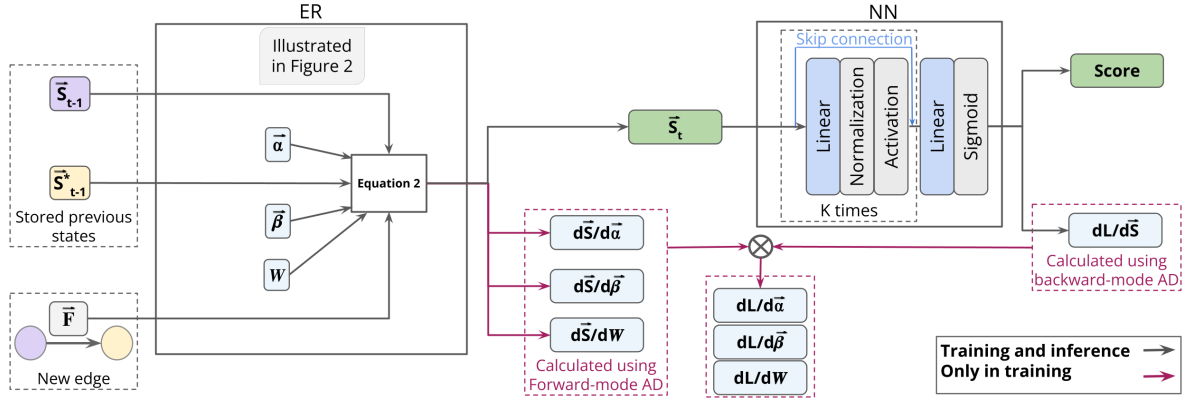 ER
NN
Illustrated
in Figure 2
Skip connection
S⃗t-1
S⃗*t-1
Stored previous
states
α⃗
β⃗
W
Equation 2
F⃗
New edge
S⃗t
Linear
Normalization
Activation
K times
Linear
Sigmoid
Score
dS⃗/dα⃗
dS⃗/dβ⃗
dS⃗/dW
Calculated using
Forward-mode AD
dL/dα⃗
dL/dβ⃗
dL/dW
dL/dS⃗
Calculated using
backward-mode AD
Training and inference
Only in training